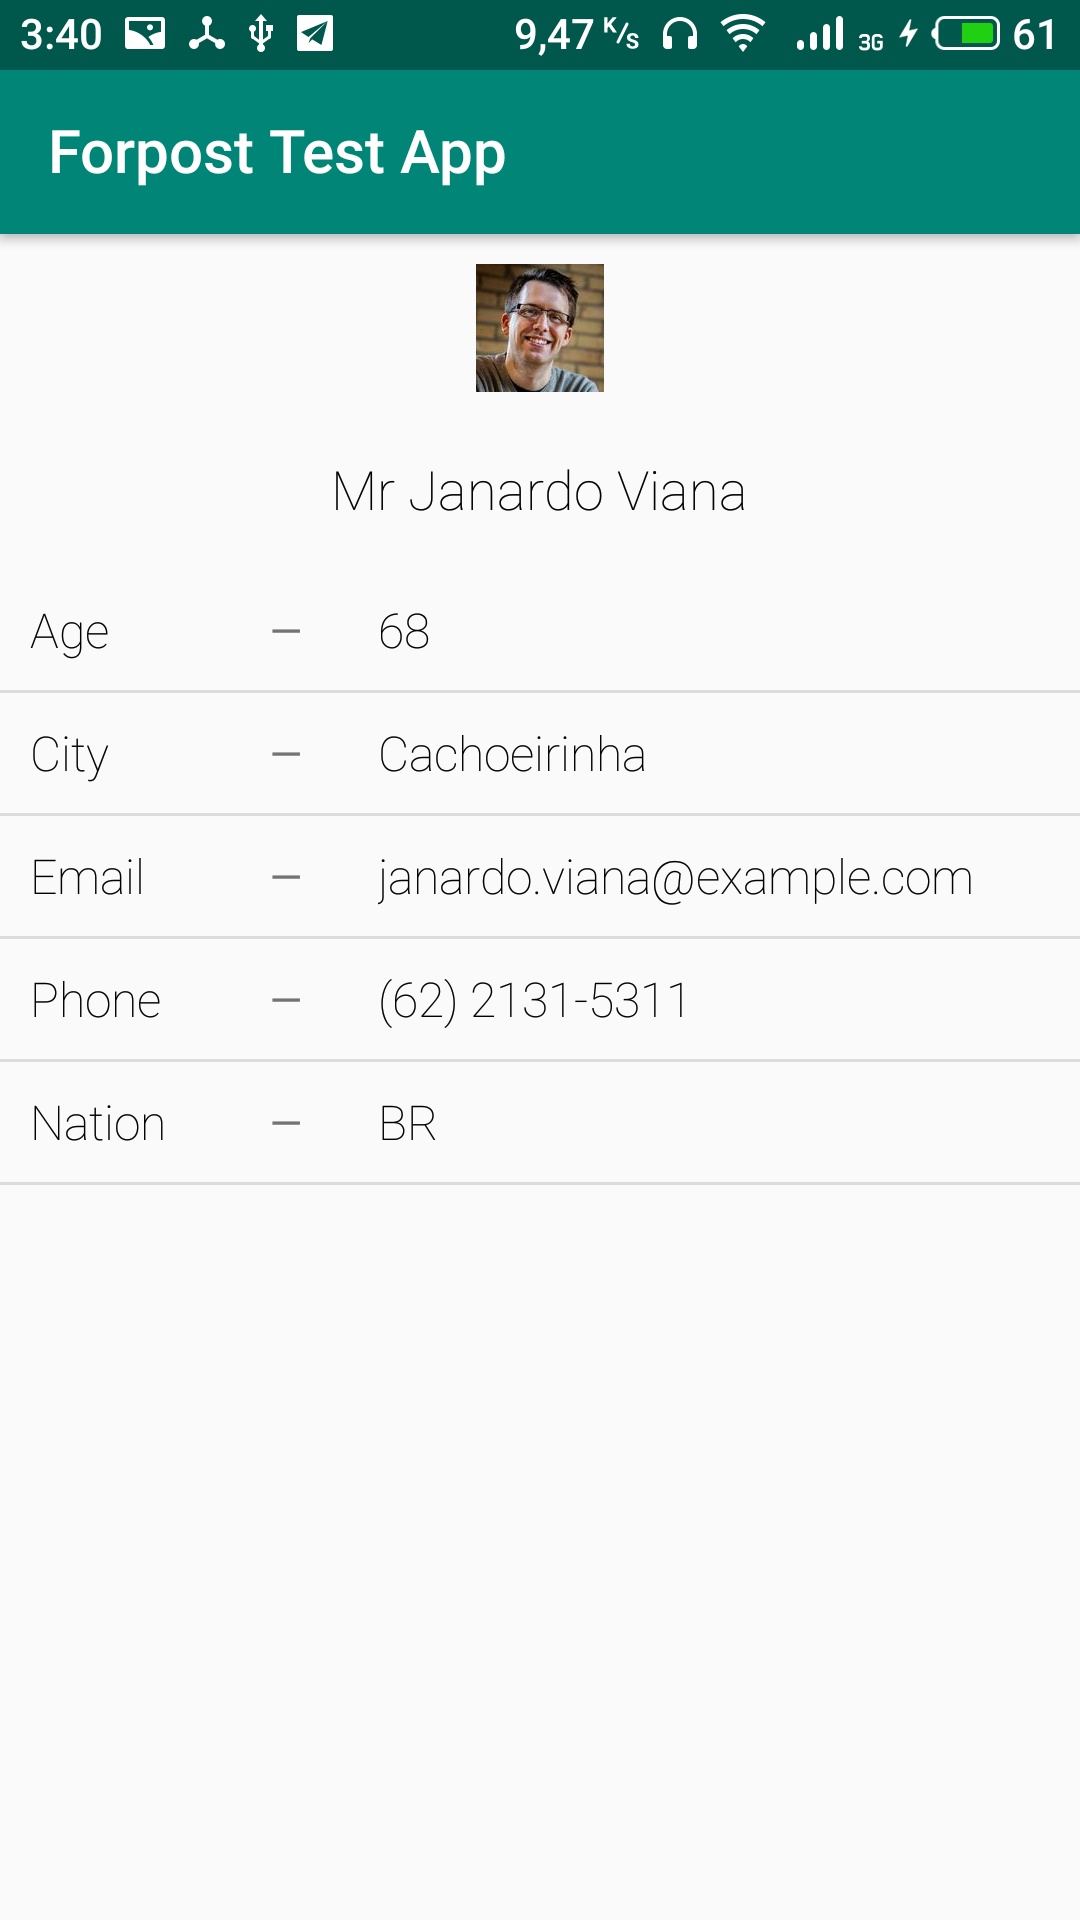 3:40 9,47 K/s 3G 61
Forpost Test App
Mr Janardo Viana
Age – 68
City – Cachoeirinha
Email – janardo.viana@example.com
Phone – (62) 2131-5311
Nation – BR